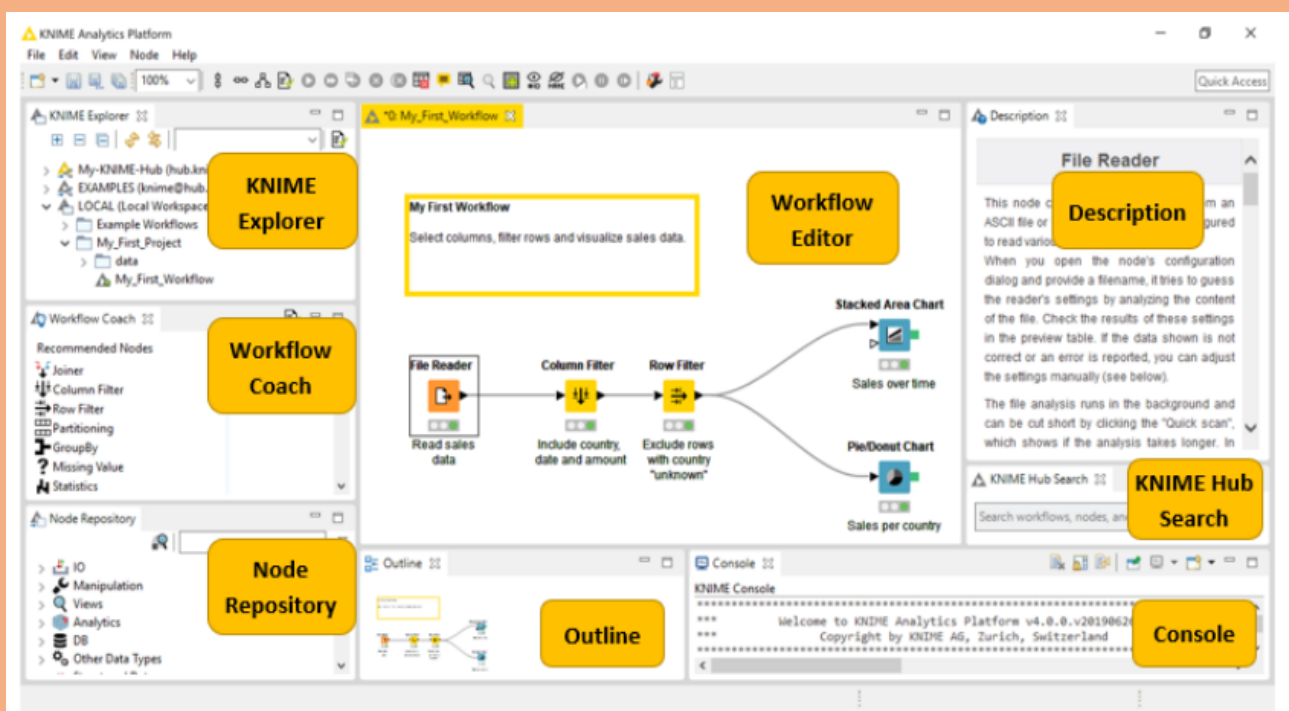 KNIME Analytics Platform
File Edit View Node Help
100%
Quick Access
KNIME Explorer
My-KNIME-Hub (hub.kni
EXAMPLES (knime@hub.
LOCAL (Local Workspace
Example Workflows
My_First_Project
data
My_First_Workflow
KNIME
Explorer
Workflow Coach
Recommended Nodes
Joiner
Column Filter
Row Filter
Partitioning
GroupBy
Missing Value
Statistics
Workflow
Coach
Node Repository
IO
Manipulation
Views
Analytics
DB
Other Data Types
Node
Repository
*0: My_First_Workflow
My First Workflow
Select columns, filter rows and visualize sales data.
Workflow
Editor
File Reader
Read sales
data
Column Filter
Include country,
date and amount
Row Filter
Exclude rows
with country
"unknown"
Stacked Area Chart
Sales over time
Pie/Donut Chart
Sales per country
Outline
Outline
Console
KNIME Console
***********************************************************************
*** Welcome to KNIME Analytics Platform v4.0.0.v2019062
*** Copyright by KNIME AG, Zurich, Switzerland
***********************************************************************
Console
Description
File Reader
This node c om an
ASCII file or gured
to read variou
When you open the node's configuration
dialog and provide a filename, it tries to guess
the reader's settings by analyzing the content
of the file. Check the results of these settings
in the preview table. If the data shown is not
correct or an error is reported, you can adjust
the settings manually (see below).
The file analysis runs in the background and
can be cut short by clicking the "Quick scan",
which shows if the analysis takes longer. In
Description
KNIME Hub Search
Search workflows, nodes, an
KNIME Hub
Search